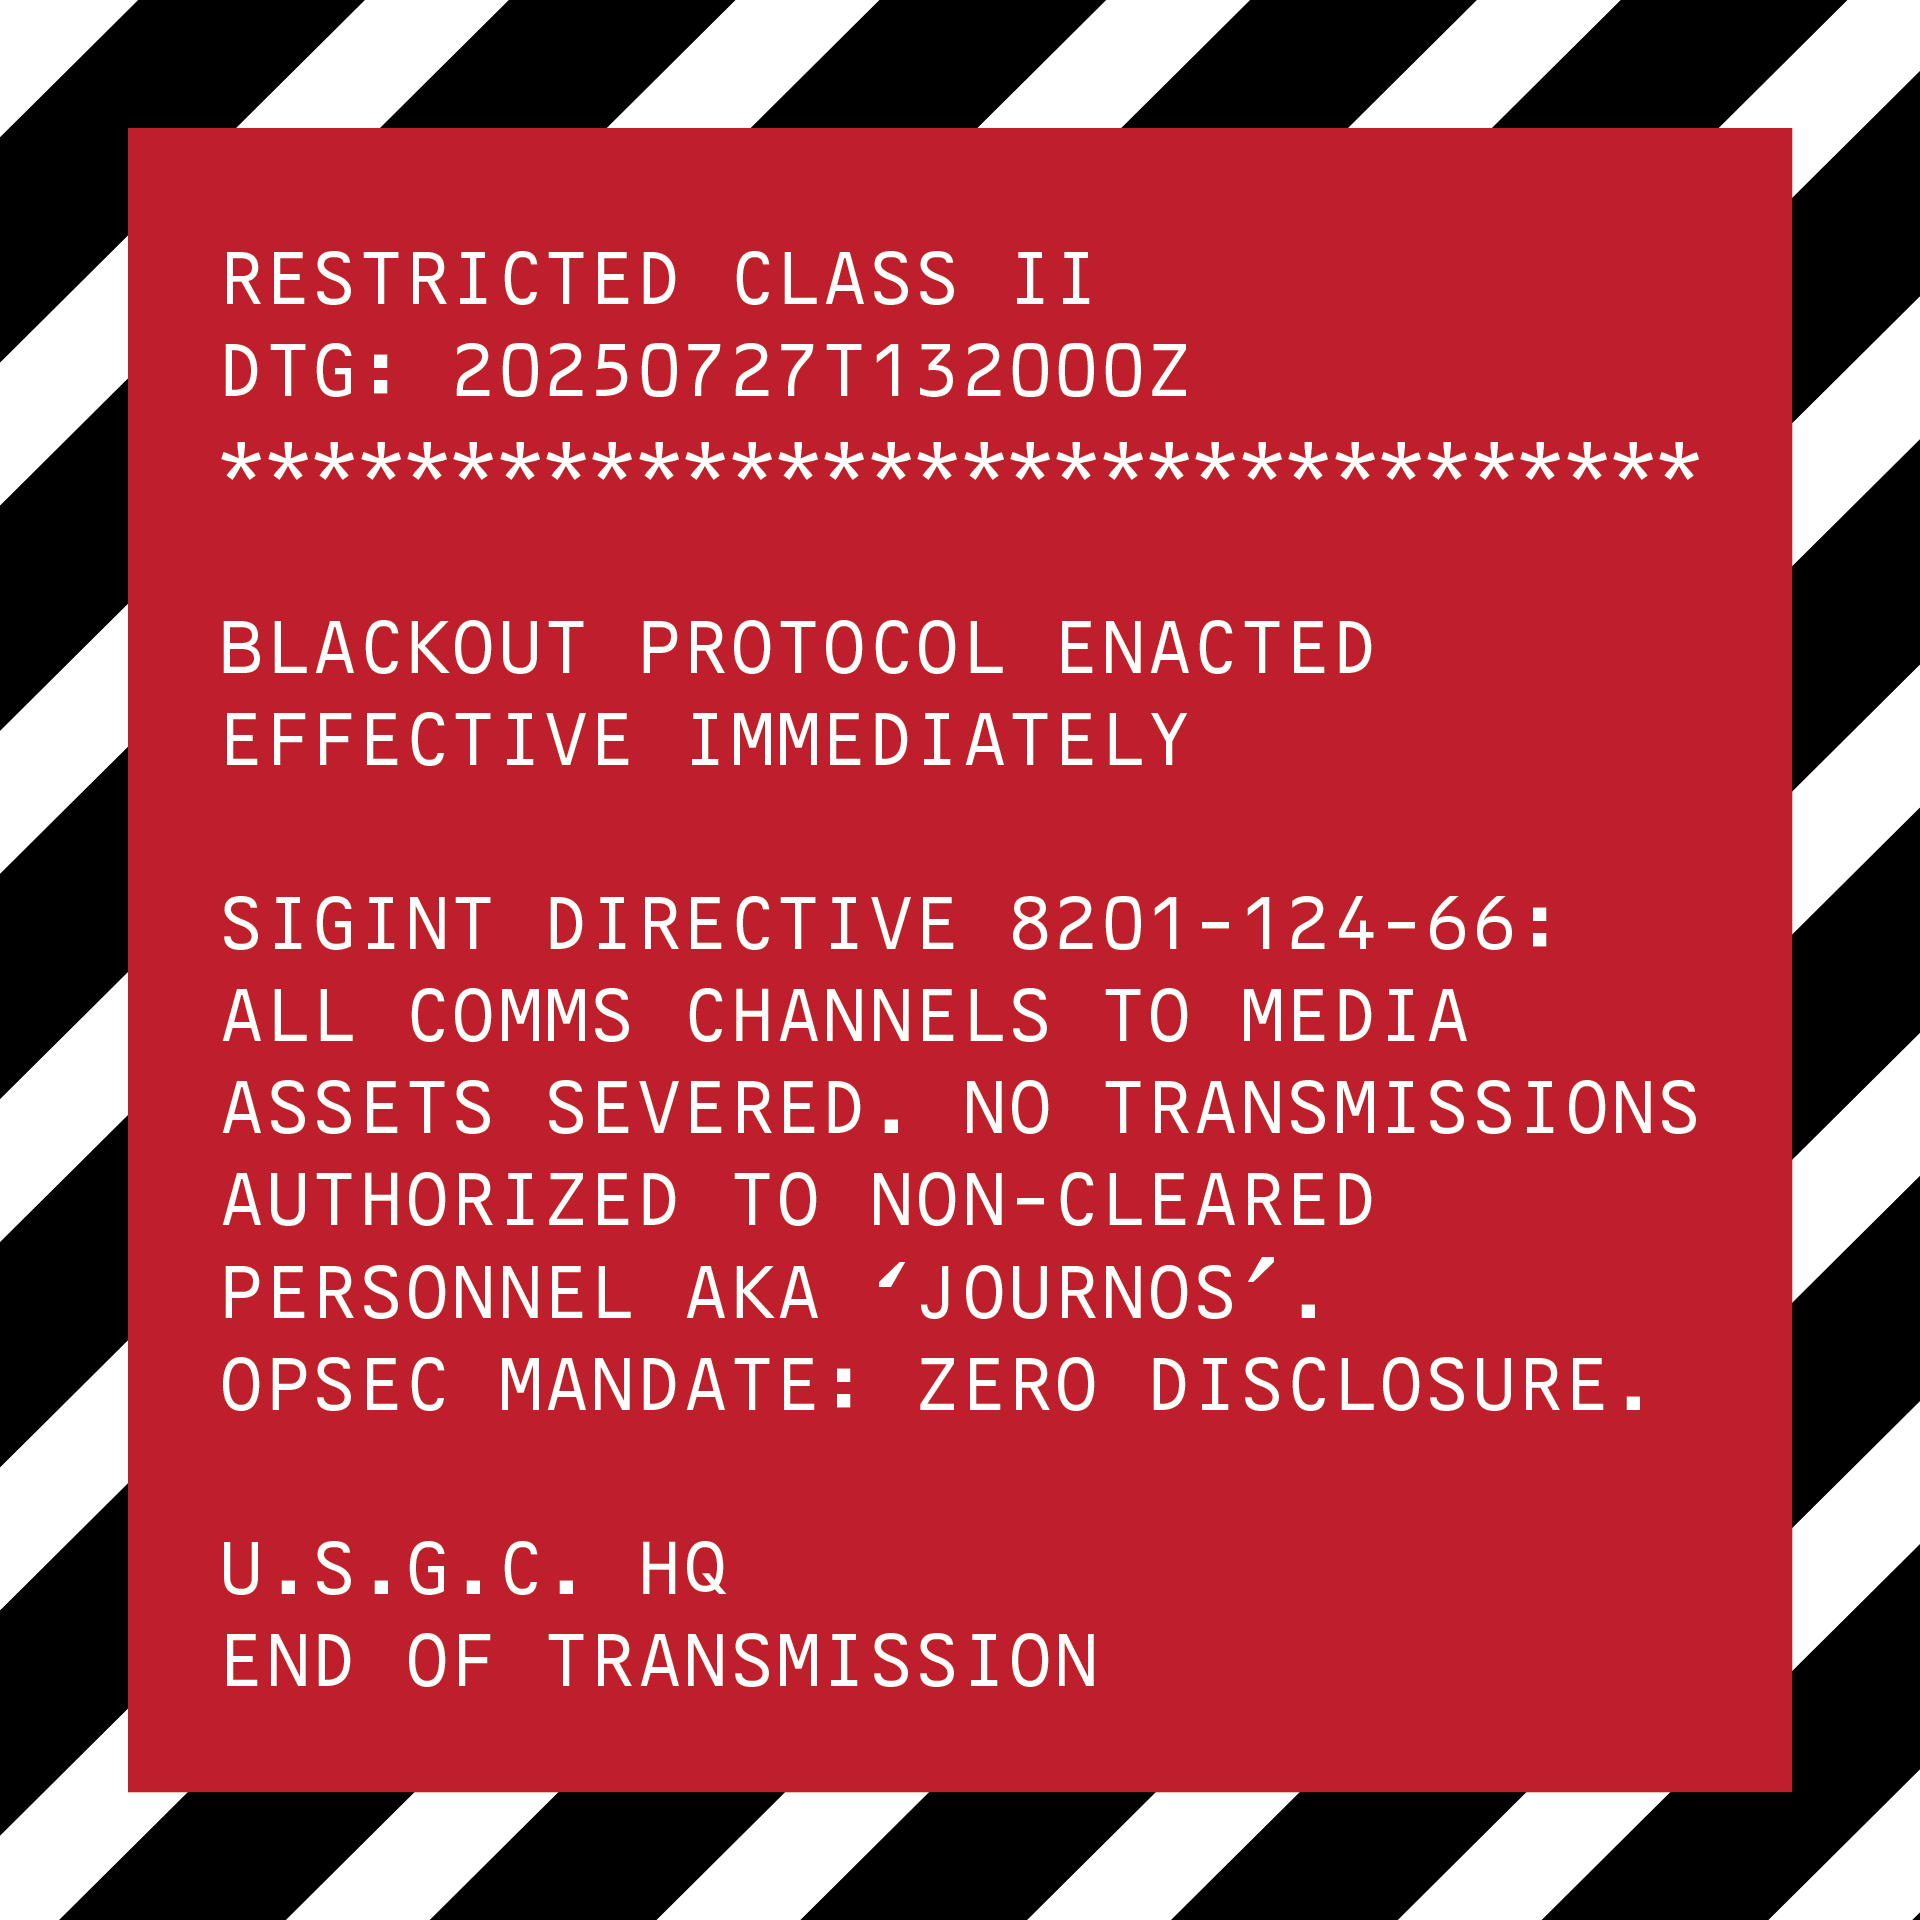 RESTRICTED CLASS II
DTG: 20250727T132000Z
********************************
BLACKOUT PROTOCOL ENACTED
EFFECTIVE IMMEDIATELY
SIGINT DIRECTIVE 8201-124-66:
ALL COMMS CHANNELS TO MEDIA
ASSETS SEVERED. NO TRANSMISSIONS
AUTHORIZED TO NON-CLEARED
PERSONNEL AKA ‘JOURNOS’.
OPSEC MANDATE: ZERO DISCLOSURE.
U.S.G.C. HQ
END OF TRANSMISSION